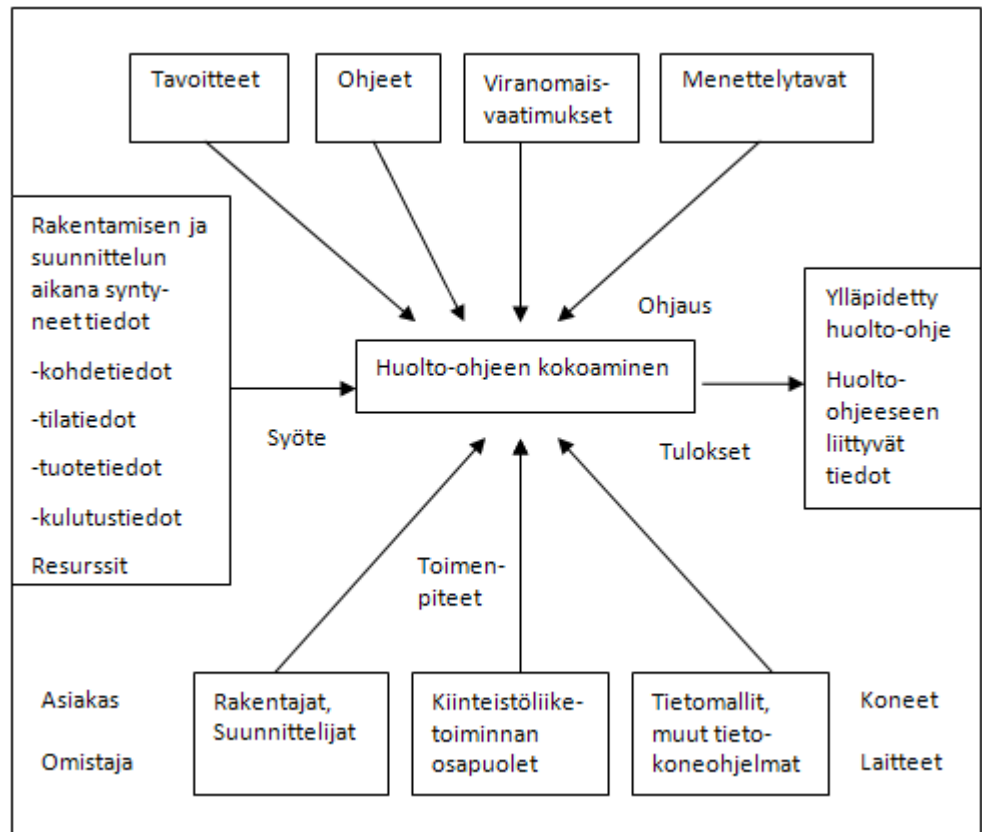 Tavoitteet
Ohjeet
Viranomais-
vaatimukset
Menettelytavat
Rakentamisen ja
suunnittelun
aikana synty-
neet tiedot
-kohdetiedot
-tilatiedot
-tuotetiedot
-kulutustiedot
Resurssit
Syöte
Huolto-ohjeen kokoaminen
Ohjaus
Tulokset
Ylläpidetty
huolto-ohje
Huolto-
ohjeeseen
liittyvät
tiedot
Toimen-
piteet
Asiakas
Omistaja
Rakentajat,
Suunnittelijat
Kiinteistöliike-
toiminnan
osapuolet
Tietomallit,
muut tieto-
koneohjelmat
Koneet
Laitteet